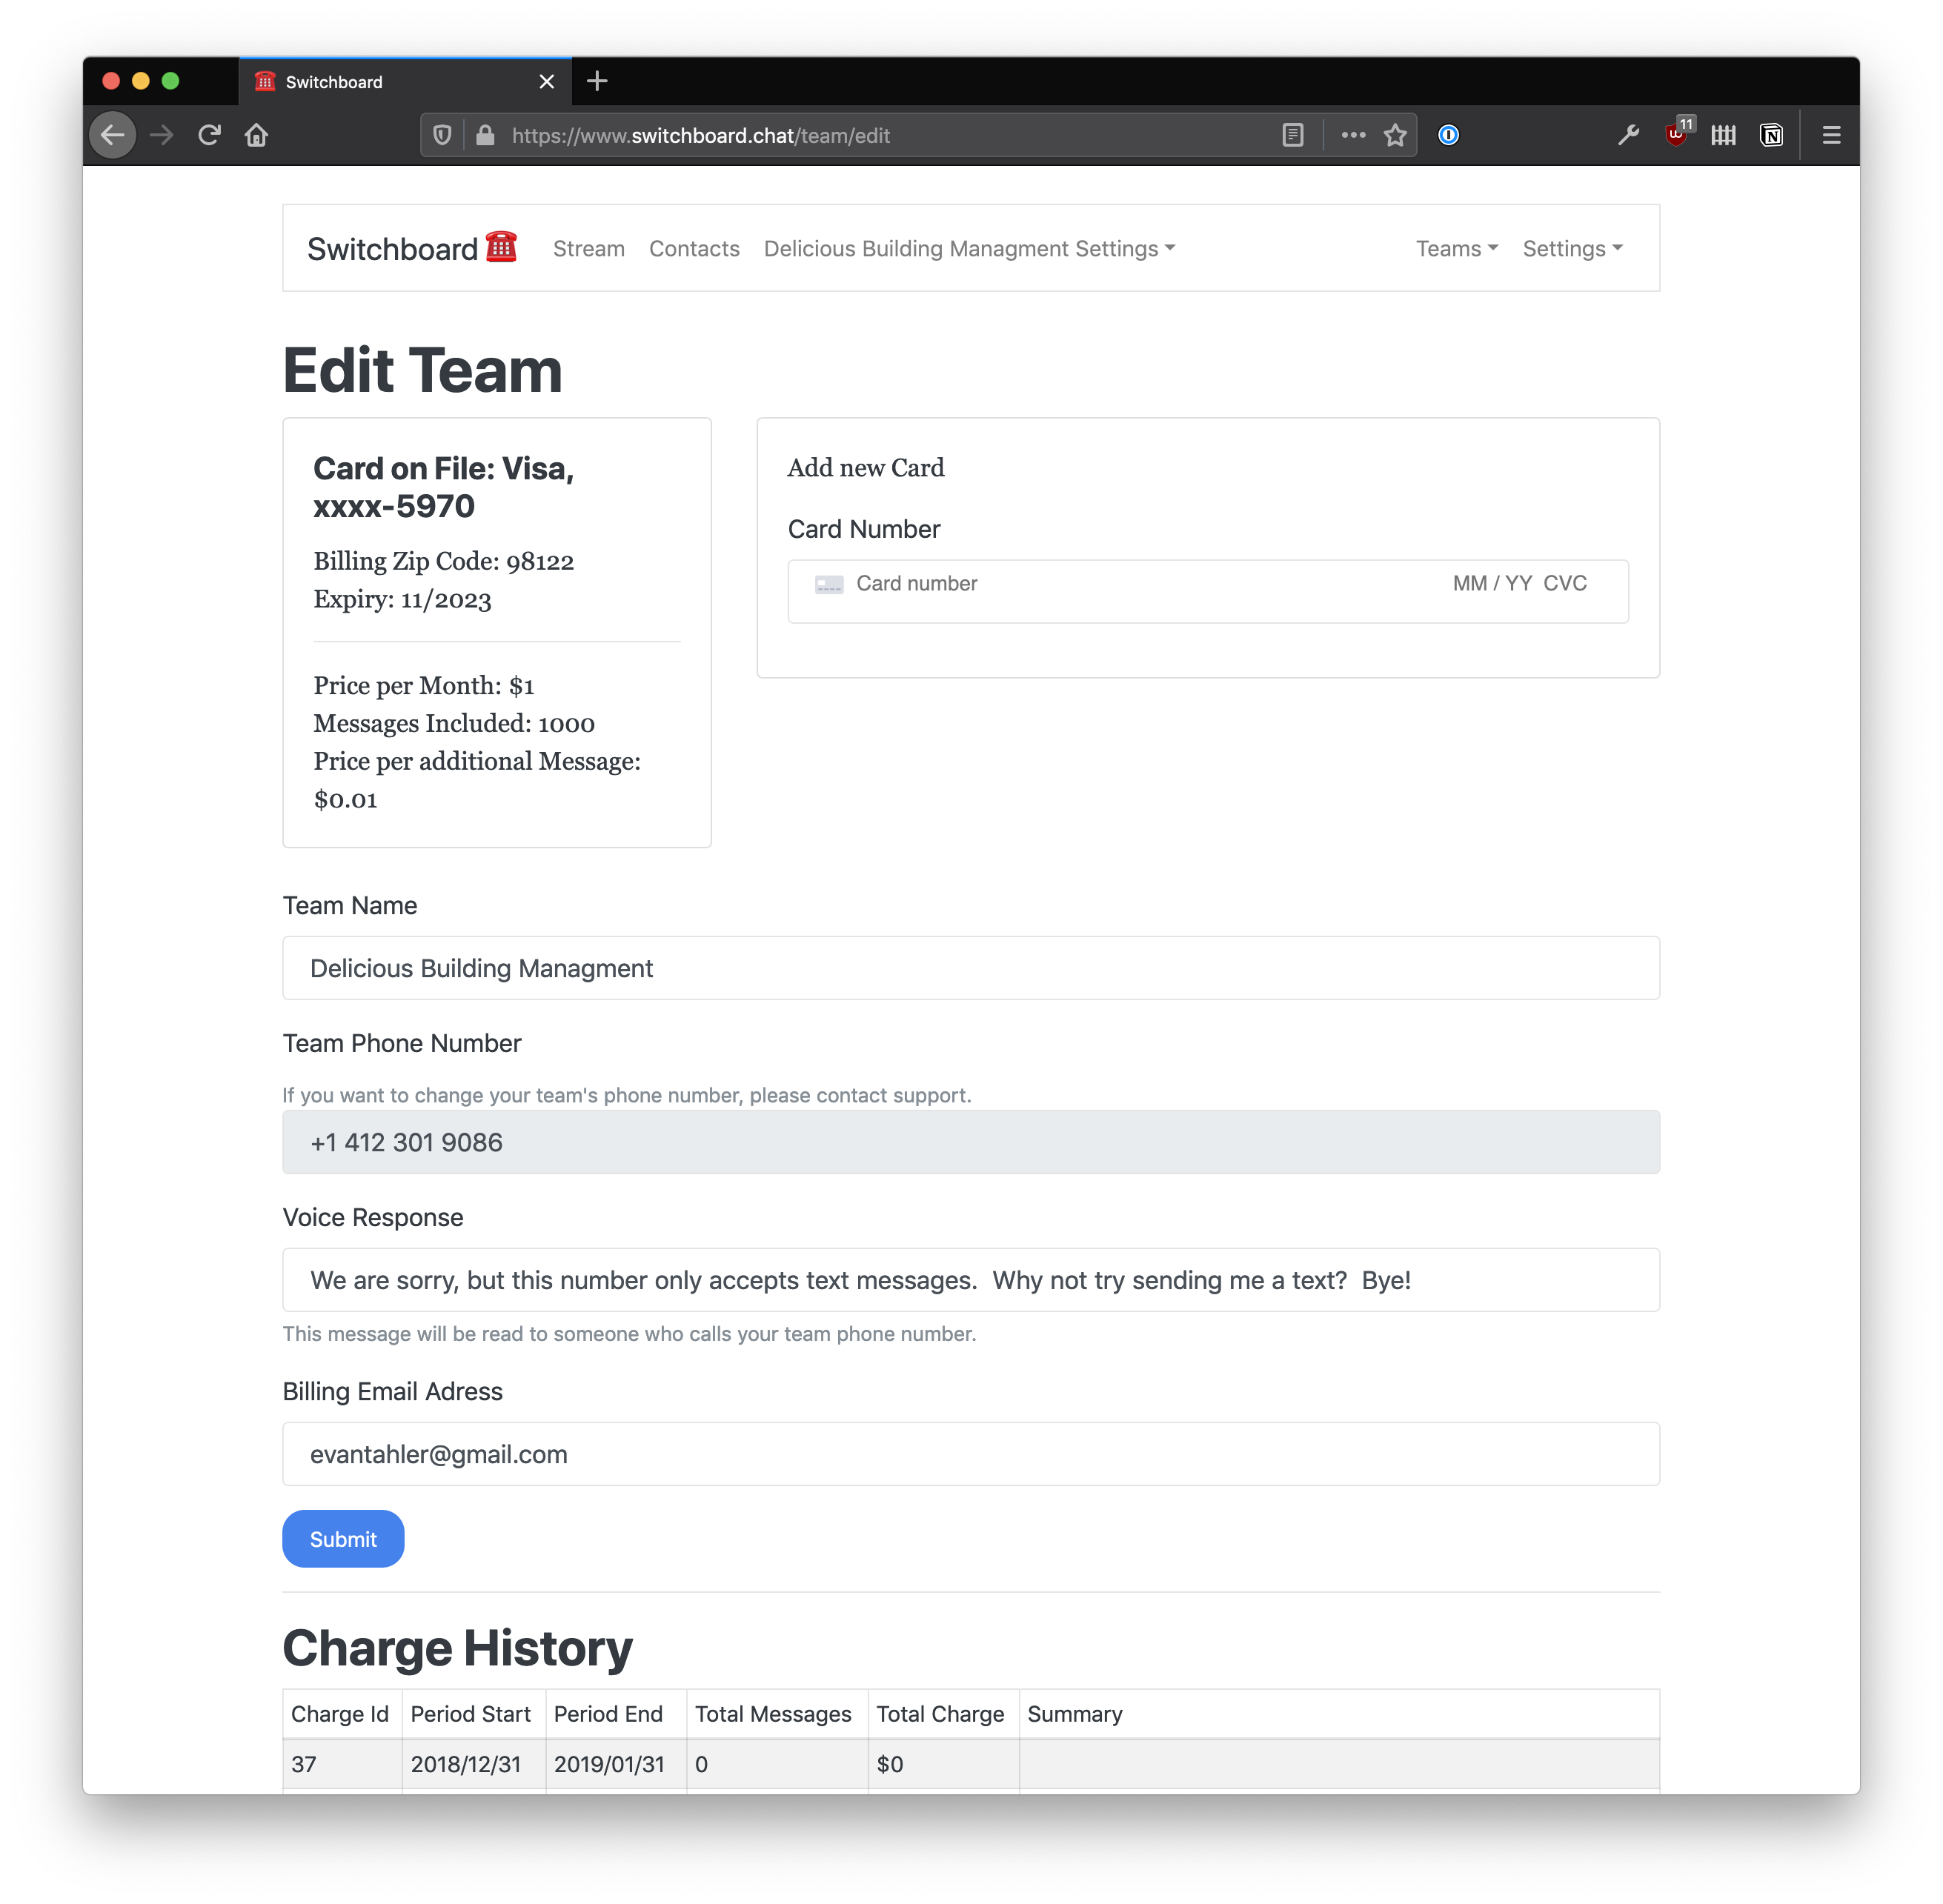 Switchboard
https://www.switchboard.chat/team/edit
11
Switchboard Stream Contacts Delicious Building Managment Settings Teams Settings
Edit Team
Card on File: Visa,
xxxx-5970
Billing Zip Code: 98122
Expiry: 11/2023
Price per Month: $1
Messages Included: 1000
Price per additional Message:
$0.01
Add new Card
Card Number
Card number MM / YY CVC
Team Name
Delicious Building Managment
Team Phone Number
If you want to change your team's phone number, please contact support.
+1 412 301 9086
Voice Response
We are sorry, but this number only accepts text messages.  Why not try sending me a text?  Bye!
This message will be read to someone who calls your team phone number.
Billing Email Adress
evantahler@gmail.com
Submit
Charge History
Charge Id Period Start Period End Total Messages Total Charge Summary
37 2018/12/31 2019/01/31 0 $0